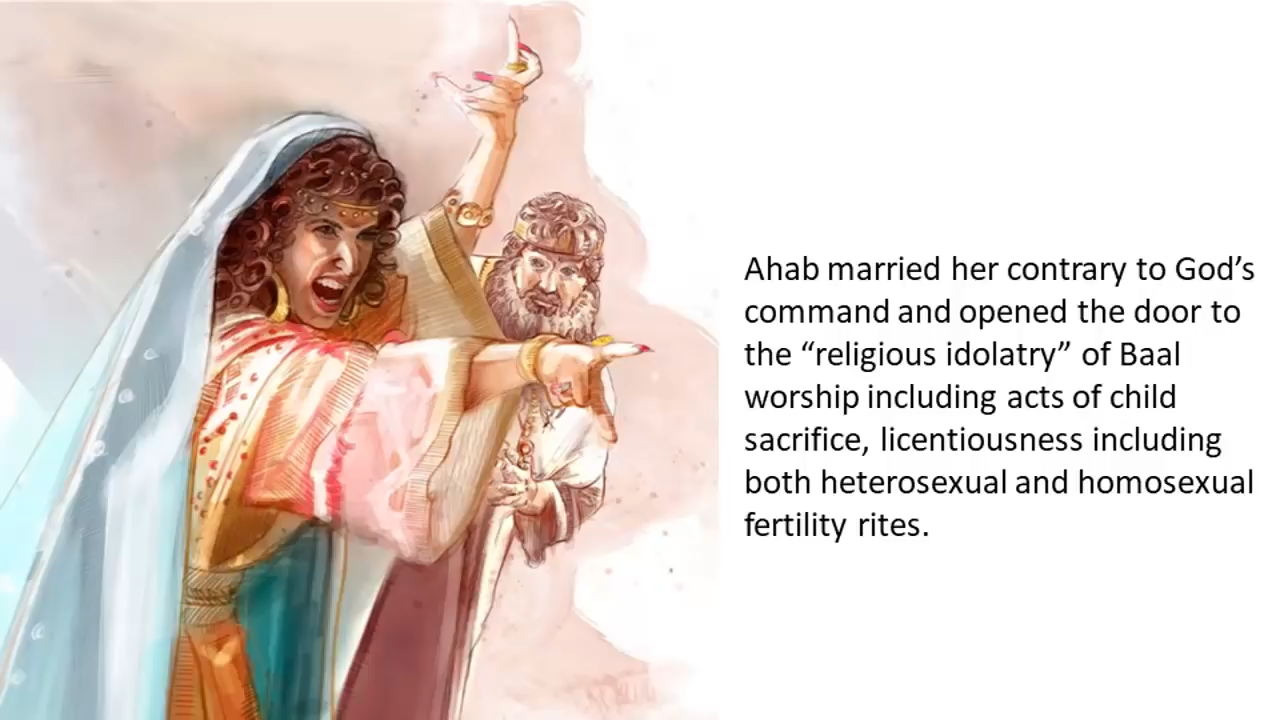 Ahab married her contrary to God’s
command and opened the door to
the “religious idolatry” of Baal
worship including acts of child
sacrifice, licentiousness including
both heterosexual and homosexual
fertility rites.